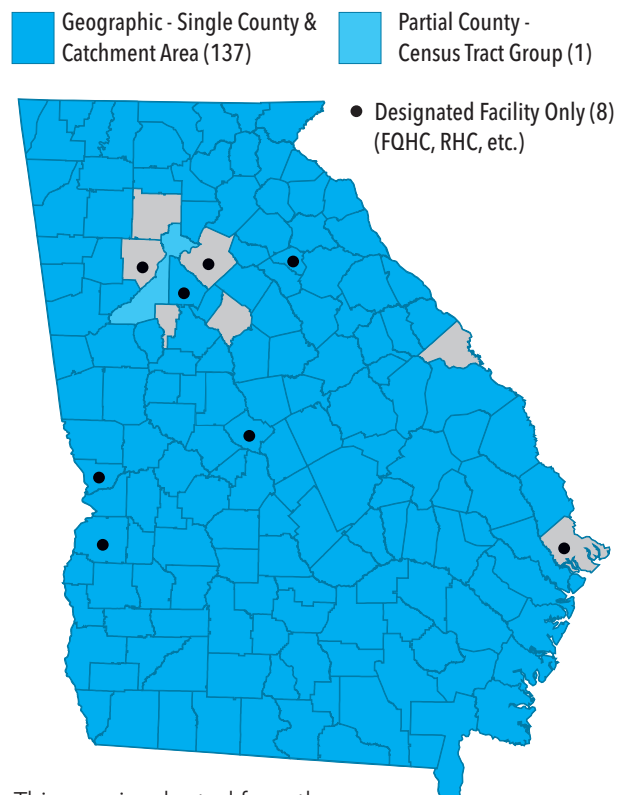 Geographic - Single County &
Catchment Area (137)
Partial County -
Census Tract Group (1)
Designated Facility Only (8)
(FQHC, RHC, etc.)